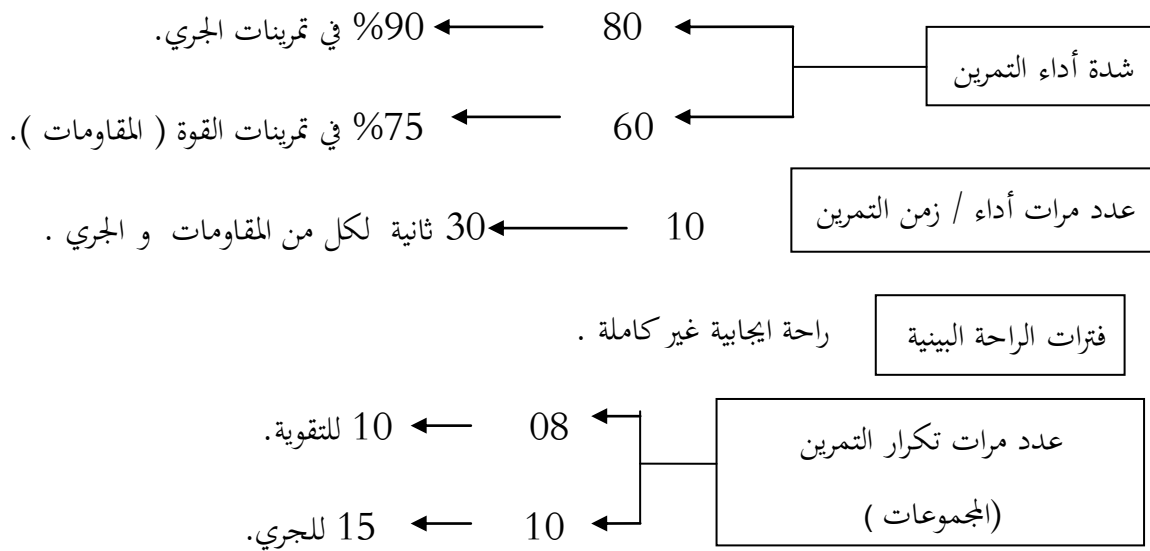 شدة أداء التمرين
80 ← 90% في تمرينات الجري.
60 ← 75% في تمرينات القوة ( المقاومات ).
عدد مرات أداء / زمن التمرين
10 ← 30 ثانية لكل من المقاومات و الجري .
فترات الراحة البينية
راحة ايجابية غير كاملة .
عدد مرات تكرار التمرين
(المجموعات )
08 ← 10 للتقوية.
10 ← 15 للجري.